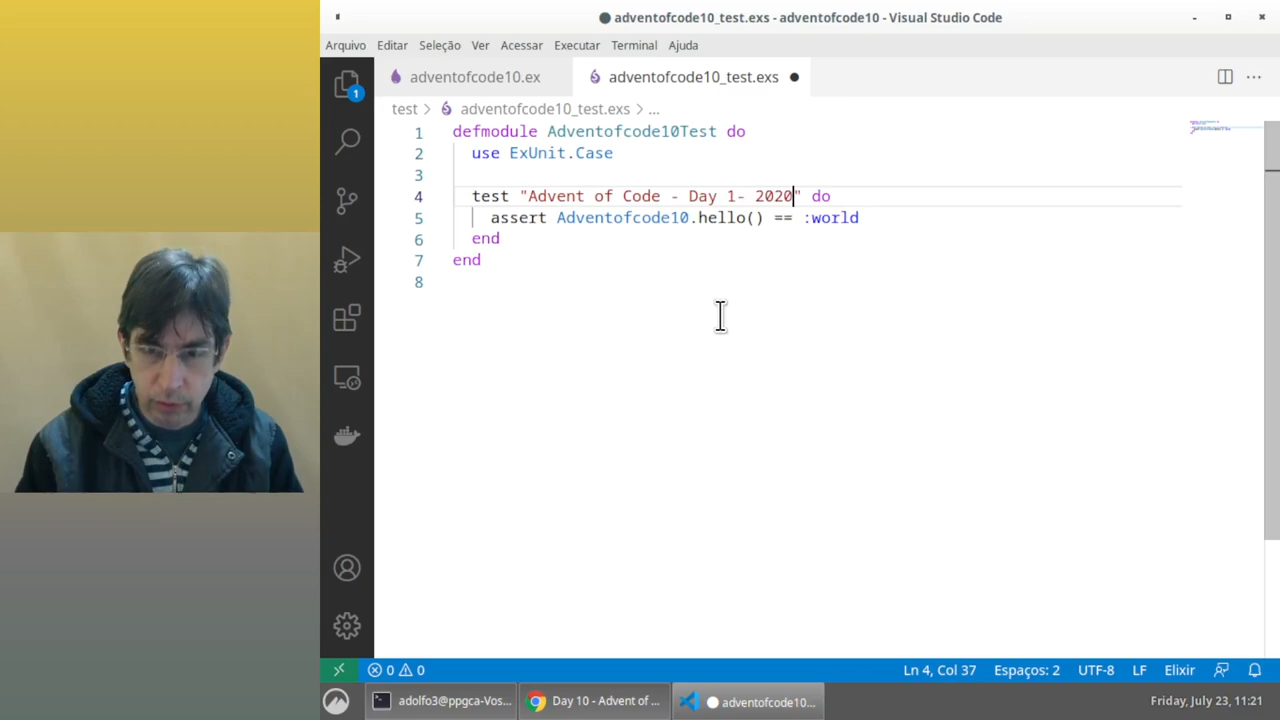 adventofcode10_test.exs - adventofcode10 - Visual Studio Code
Arquivo Editar Seleção Ver Acessar Executar Terminal Ajuda
adventofcode10.ex adventofcode10_test.exs
test > adventofcode10_test.exs > ...
1 defmodule Adventofcode10Test do
2 use ExUnit.Case
3
4 test "Advent of Code - Day 1- 2020" do
5 assert Adventofcode10.hello() == :world
6 end
7 end
8
1
0 0 Ln 4, Col 37 Espaços: 2 UTF-8 LF Elixir
adolfo3@ppgca-Vos... Day 10 - Advent of ... adventofcode10... Friday, July 23, 11:21